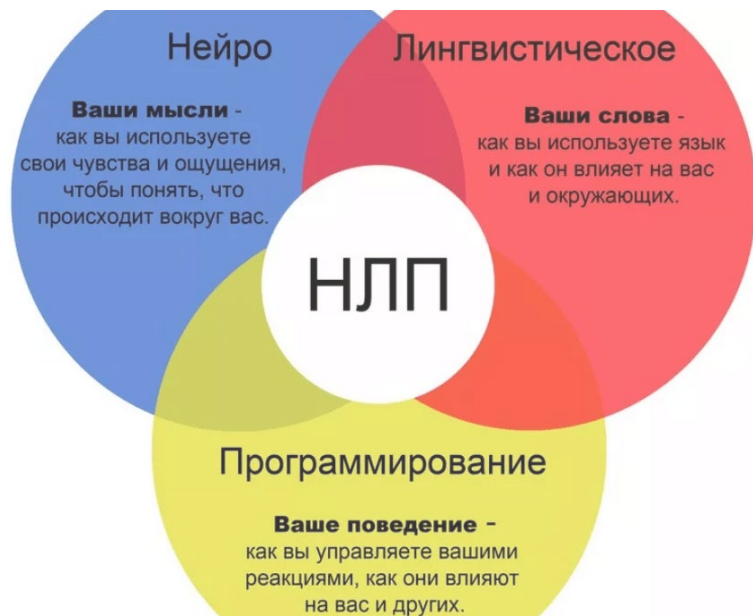 Нейро
Лингвистическое
Ваши мысли -
как вы используете
свои чувства и ощущения,
чтобы понять, что
происходит вокруг вас.
Ваши слова -
как вы используете язык
и как он влияет на вас
и окружающих.
НЛП
Программирование
Ваше поведение -
как вы управляете вашими
реакциями, как они влияют
на вас и других.